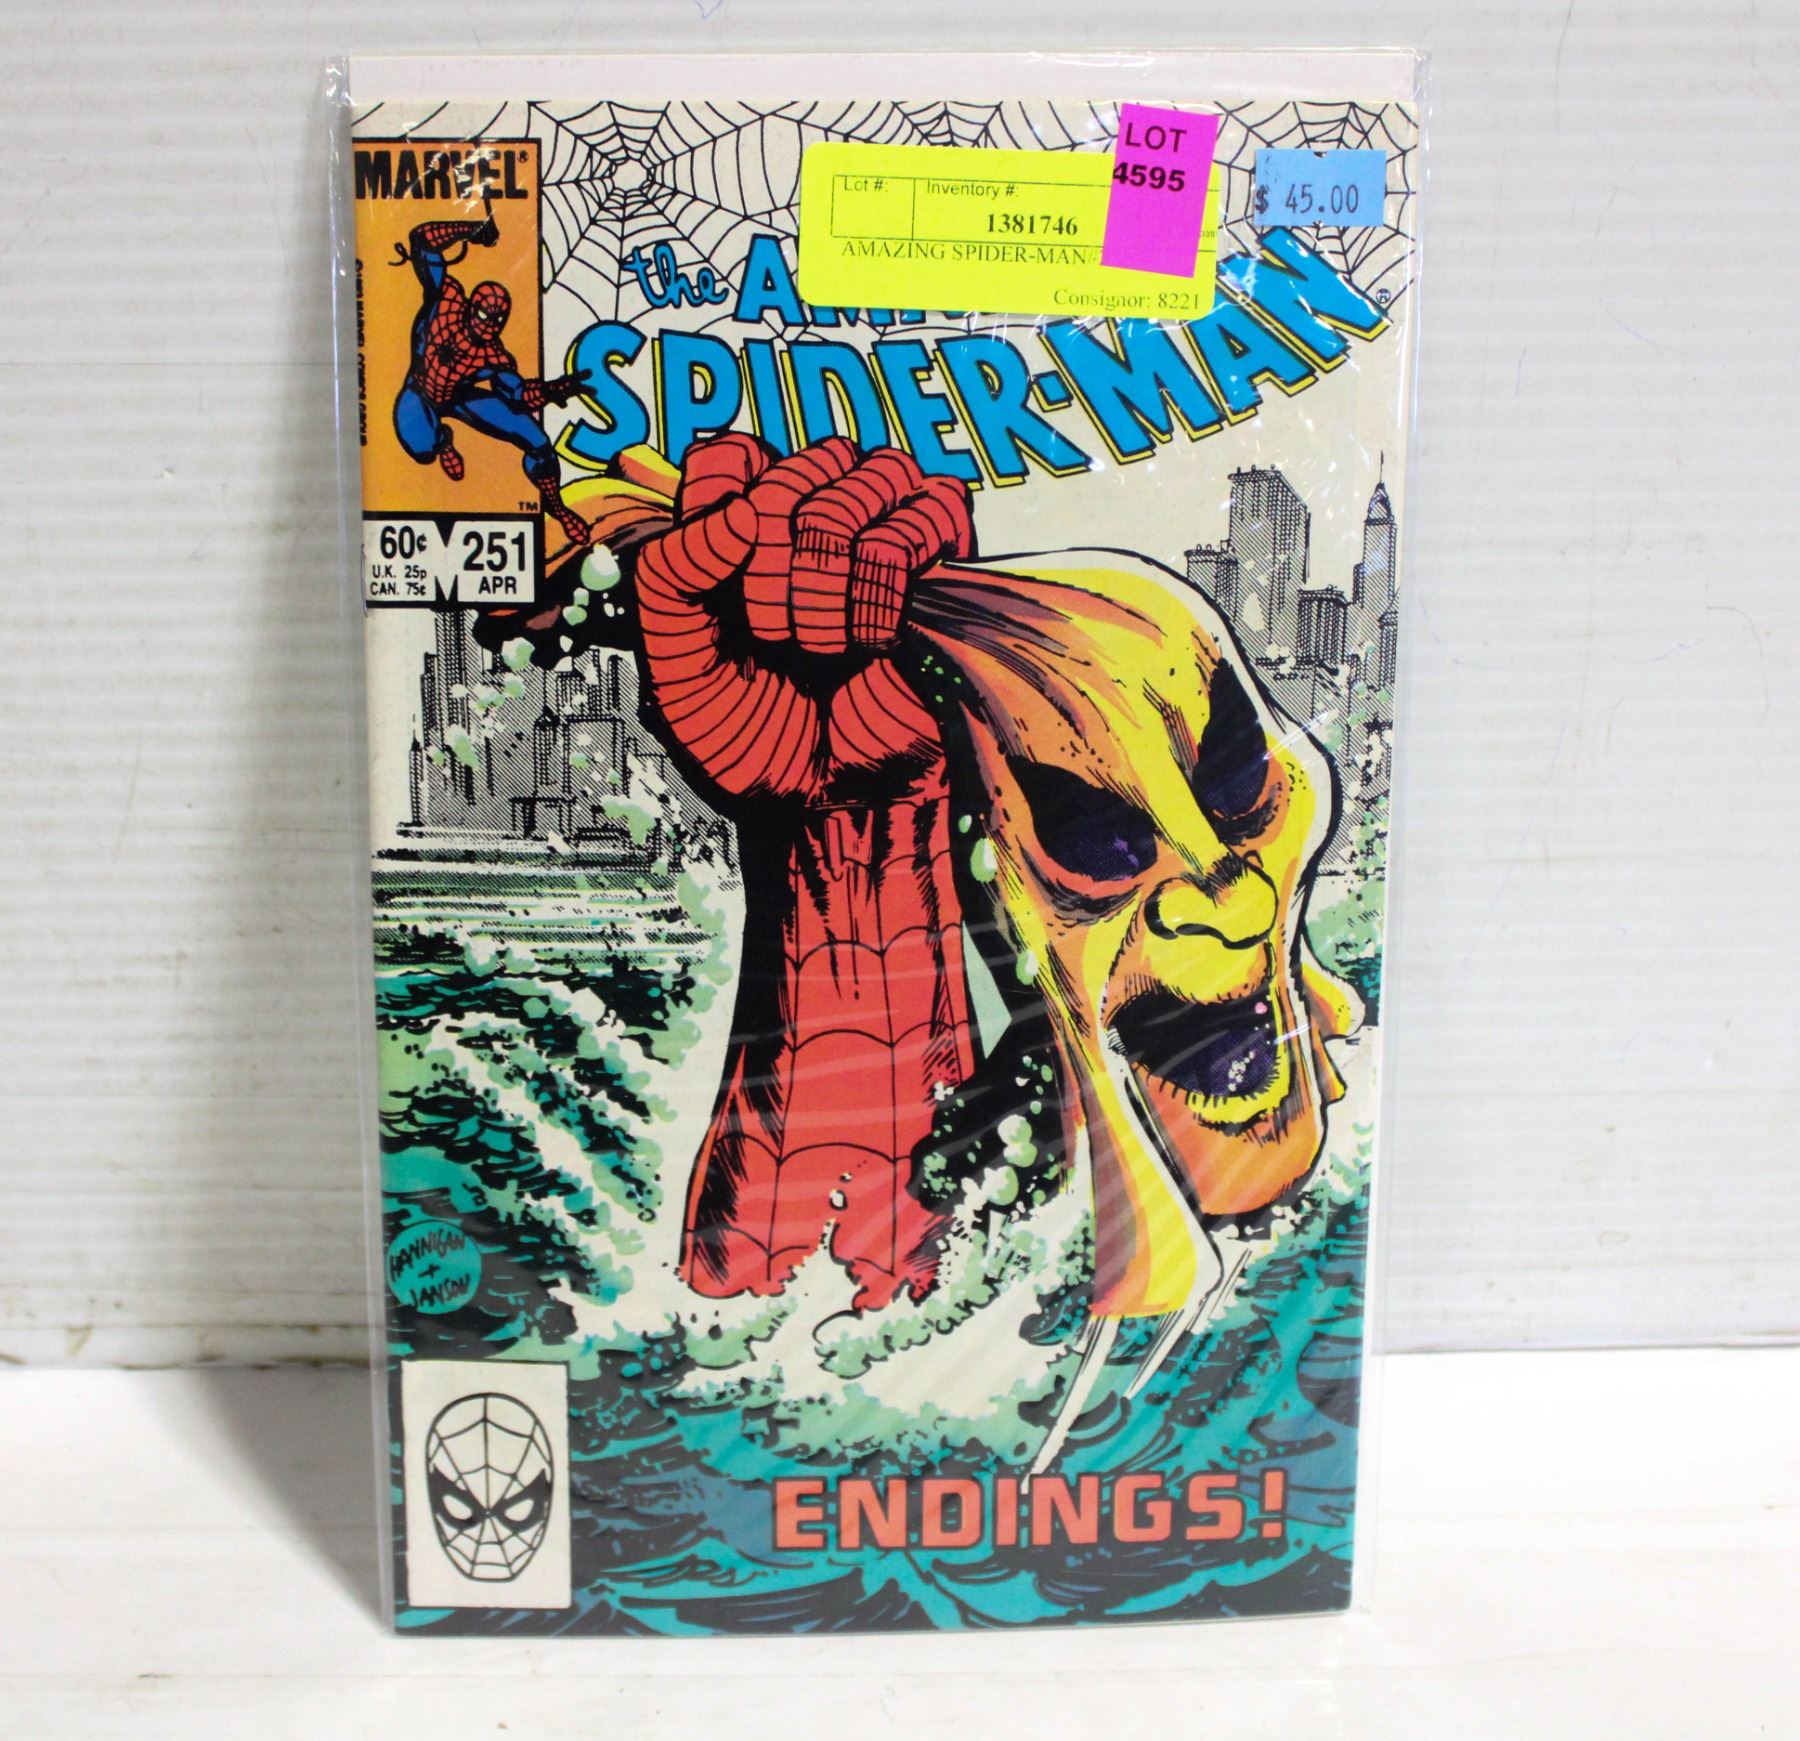 LOT
4595
Lot #:
Inventory #:
1381746
AMAZING SPIDER-MAN
Consignor: 8221
$ 45.00
MARVEL®
TM
60¢
U.K. 25p
CAN. 75¢
251
APR
the
SPIDER-MAN®
HANNIGAN
+
JANSON
ENDINGS!